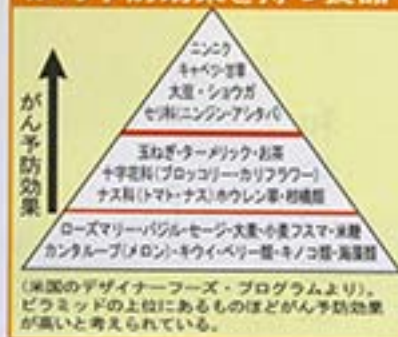 ニンニク
キャベツ・甘草
大豆・ショウガ
セリ科(ニンジン・アシタバ)
玉ねぎ・ターメリック・お茶
十字花科(ブロッコリー・カリフラワー)
ナス科(トマト・ナス)ホウレン草・柑橘類
ローズマリー・バジル・セージ・大麦・小麦フスマ・米糖
カンタループ(メロン)・キウイ・ベリー類・キノコ類・海藻類
がん予防効果
(米国のデザイナーフーズ・プログラムより)。
ピラミッドの上位にあるものほどがん予防効果
が高いと考えられている。